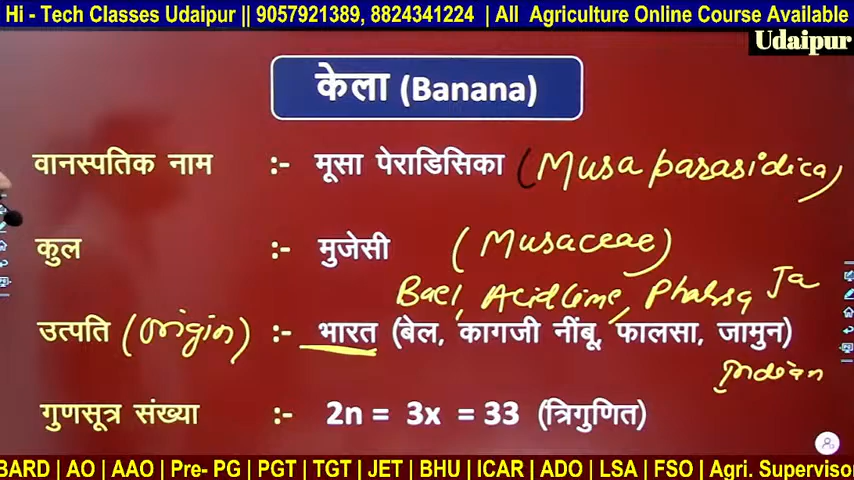 Hi - Tech Classes Udaipur || 9057921389, 8824341224 | All Agriculture Online Course Available
Udaipur
केला (Banana)
वानस्पतिक नाम :- मूसा पेराडिसिका (Musa parasidica)
कुल :- मुजेसी (Musaceae)
Bael, Acid Lime, Phalsa Ja
उत्पति (Origin) :- भारत (बेल, कागजी नींबू, फालसा, जामुन)
Indian
गुणसूत्र संख्या :- 2n = 3x = 33 (त्रिगुणित)
BARD | AO | AAO | Pre- PG | PGT | TGT | JET | BHU | ICAR | ADO | LSA | FSO | Agri. Superviso